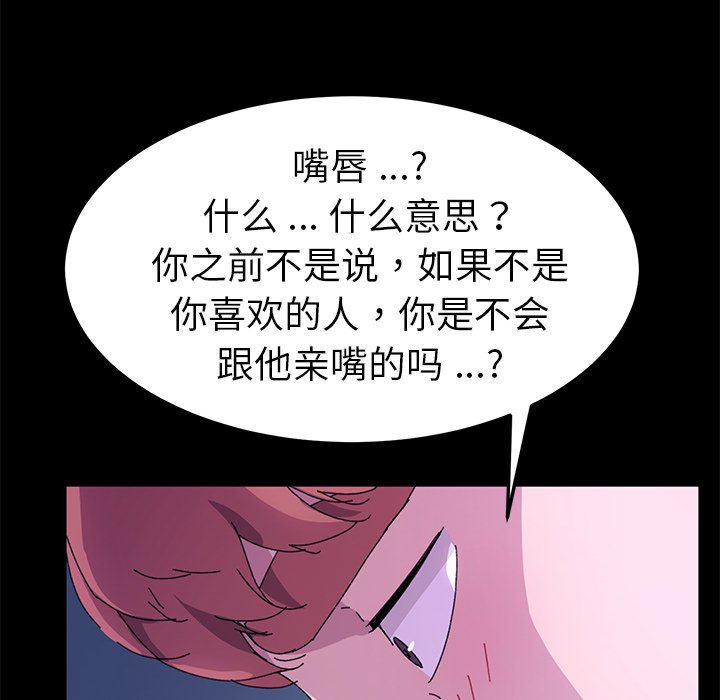 嘴唇 ...?
什么 ... 什么意思？
你之前不是说，如果不是
你喜欢的人，你是不会
跟他亲嘴的吗 ...?